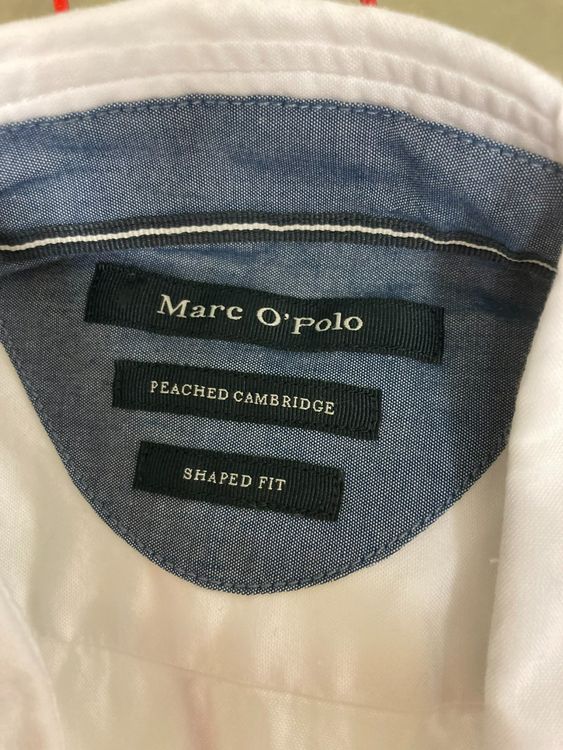 Marc O'Polo
PEACHED CAMBRIDGE
SHAPED FIT